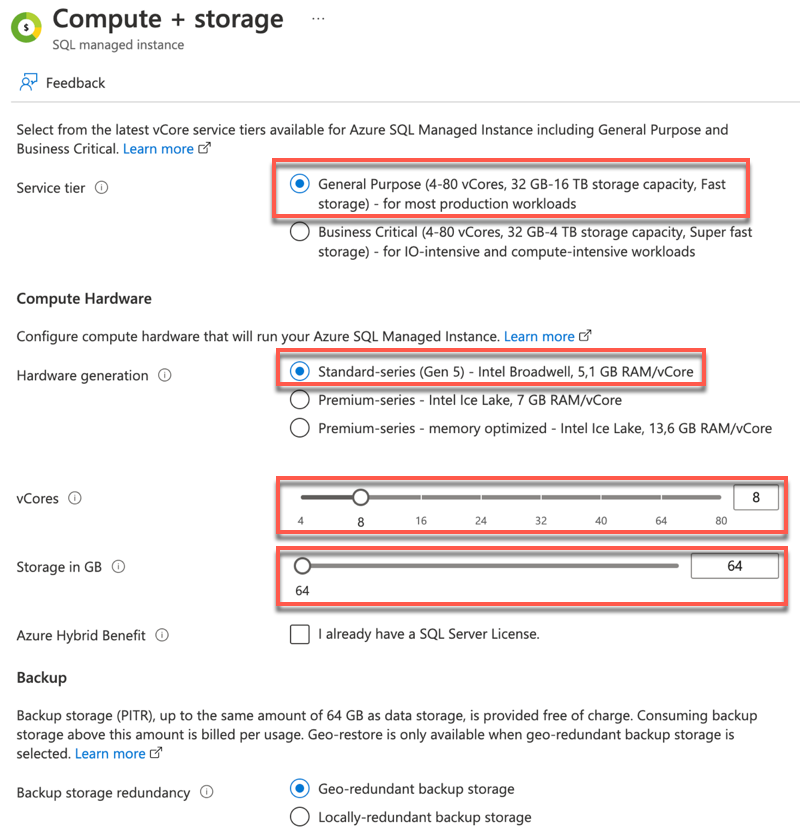 $
Compute + storage ...
SQL managed instance
Feedback
Select from the latest vCore service tiers available for Azure SQL Managed Instance including General Purpose and
Business Critical. Learn more
Service tier
General Purpose (4-80 vCores, 32 GB-16 TB storage capacity, Fast
storage) - for most production workloads
Business Critical (4-80 vCores, 32 GB-4 TB storage capacity, Super fast
storage) - for IO-intensive and compute-intensive workloads
Compute Hardware
Configure compute hardware that will run your Azure SQL Managed Instance. Learn more
Hardware generation
Standard-series (Gen 5) - Intel Broadwell, 5,1 GB RAM/vCore
Premium-series - Intel Ice Lake, 7 GB RAM/vCore
Premium-series - memory optimized - Intel Ice Lake, 13,6 GB RAM/vCore
vCores
8
4 8 16 24 32 40 64 80
Storage in GB
64
64
Azure Hybrid Benefit
I already have a SQL Server License.
Backup
Backup storage (PITR), up to the same amount of 64 GB as data storage, is provided free of charge. Consuming backup
storage above this amount is billed per usage. Geo-restore is only available when geo-redundant backup storage is
selected. Learn more
Backup storage redundancy
Geo-redundant backup storage
Locally-redundant backup storage